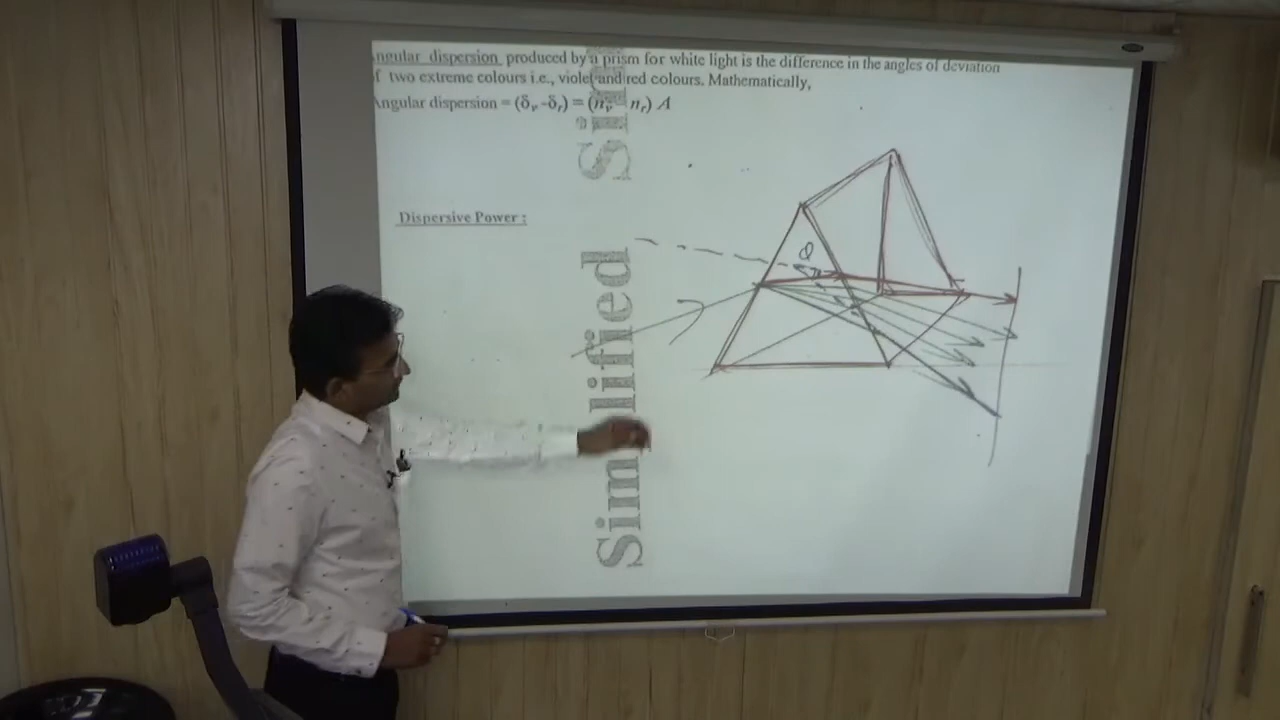 ngular dispersion produced by a prism for white light is the difference in the angles of deviation
f two extreme colours i.e., violet and red colours. Mathematically,
Angular dispersion = (δv -δr) = (nv - nr) A
Dispersive Power :
θ
Simplified